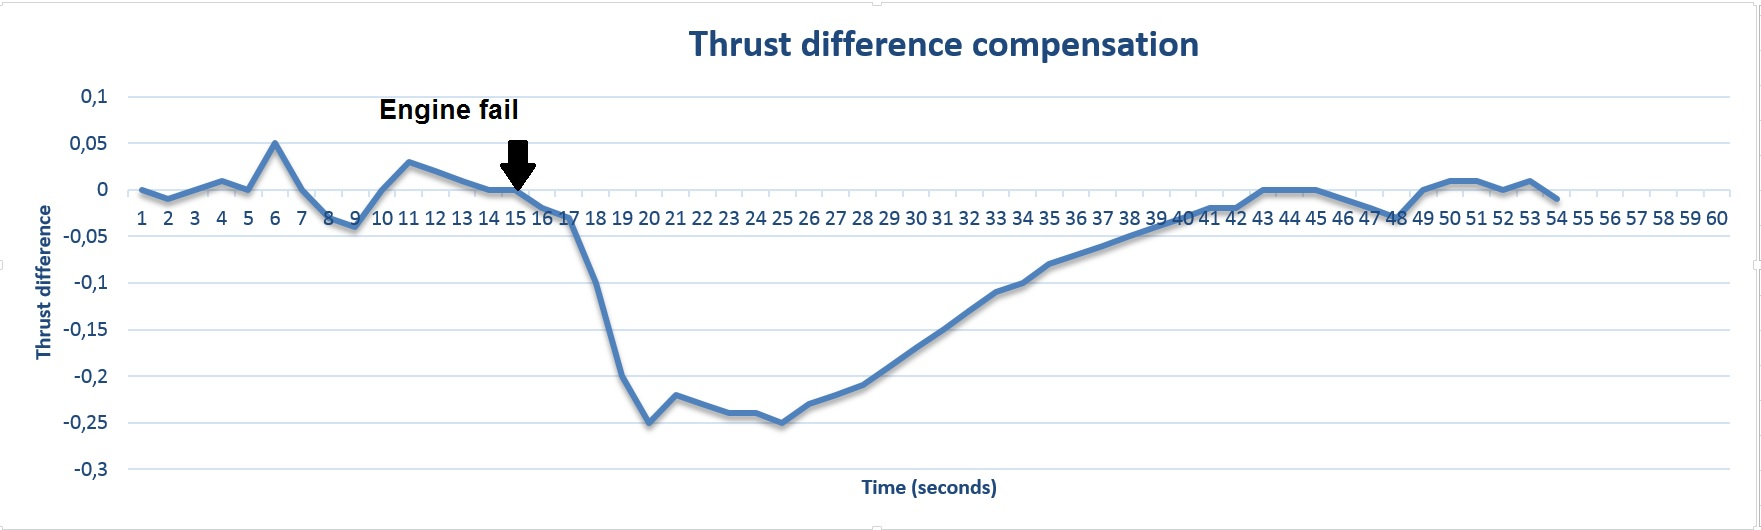 Thrust difference compensation
Engine fail
0,1
0,05
0
-0,05
-0,1
-0,15
-0,2
-0,25
-0,3
Thrust difference
1 2 3 4 5 6 7 8 9 10 11 12 13 14 15 16 17 18 19 20 21 22 23 24 25 26 27 28 29 30 31 32 33 34 35 36 37 38 39 40 41 42 43 44 45 46 47 48 49 50 51 52 53 54 55 56 57 58 59 60
Time (seconds)